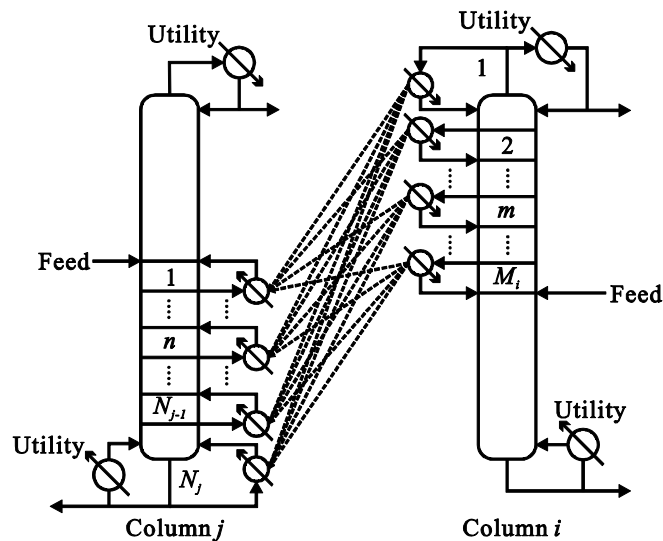 Utility
Utility
1
2
Feed
m
1
n
M_i
Feed
N_{j-1}
Utility
Utility
N_j
Column j
Column i